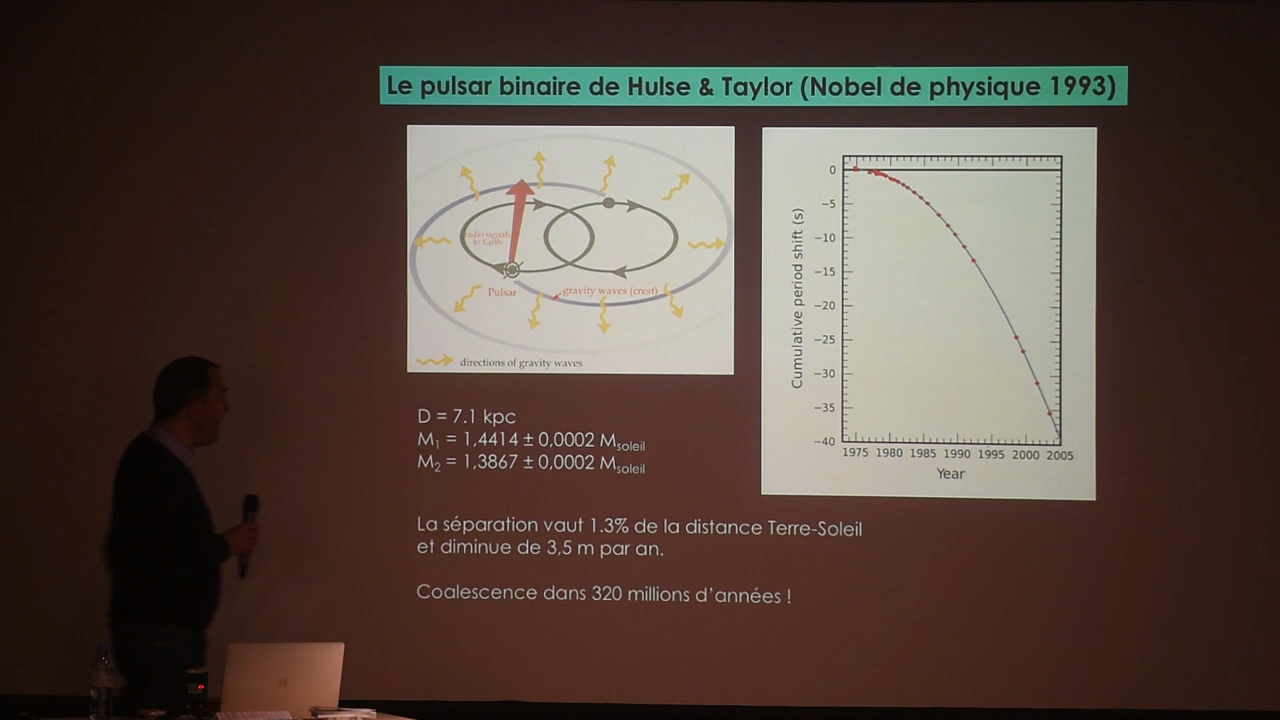 Le pulsar binaire de Hulse & Taylor (Nobel de physique 1993)
radio signals
to Earth
Pulsar
gravity waves (crest)
directions of gravity waves
Cumulative period shift (s)
0
−5
−10
−15
−20
−25
−30
−35
−40
1975 1980 1985 1990 1995 2000 2005
Year
D = 7.1 kpc
M₁ = 1,4414 ± 0,0002 Msoleil
M₂ = 1,3867 ± 0,0002 Msoleil
La séparation vaut 1.3% de la distance Terre-Soleil
et diminue de 3,5 m par an.
Coalescence dans 320 millions d'années !